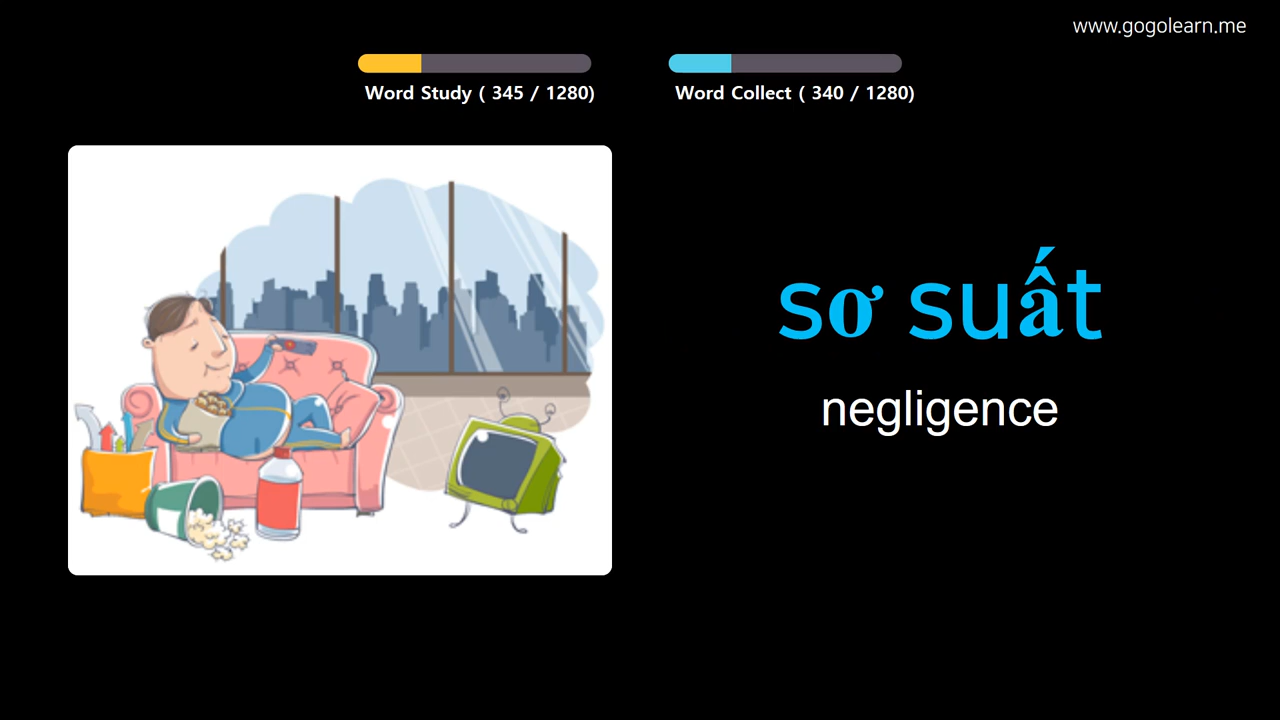 www.gogolearn.me
Word Study ( 345 / 1280)
Word Collect ( 340 / 1280)
sơ suất
negligence